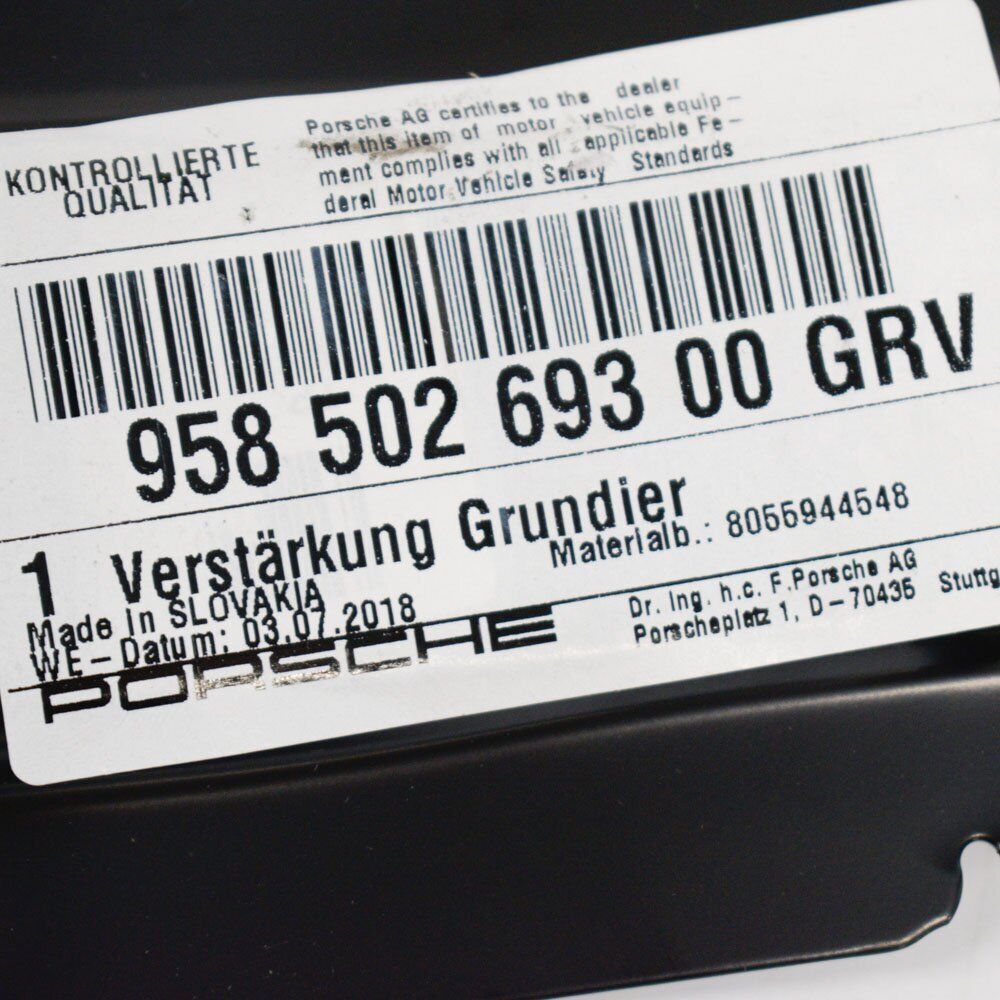 KONTROLLIERTE
QUALITÄT
Porsche AG certifies to the dealer
that this item of motor vehicle equip-
ment complies with all applicable Fe-
deral Motor Vehicle Safety Standards
958 502 693 00 GRV
1 Verstärkung Grundier
Materialb.: 8055944548
Made in SLOVAKIA
WE-Datum: 03.07.2018
PORSCHE
Dr. Ing. h.c. F.Porsche AG
Porscheplatz 1, D-70435 Stuttg